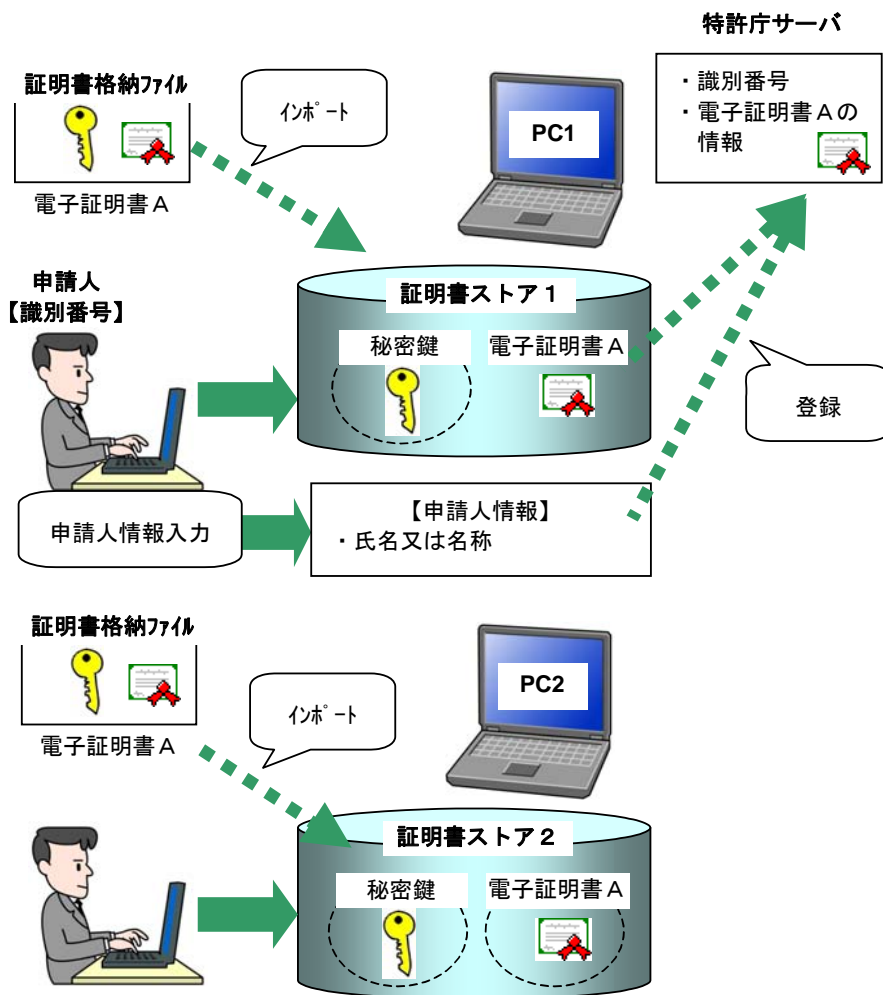 特許庁サーバ
証明書格納ﾌｧｲﾙ
ｲﾝﾎﾟｰﾄ
PC1
・識別番号
・電子証明書Ａの
情報
電子証明書Ａ
申請人
【識別番号】
証明書ストア１
秘密鍵
電子証明書Ａ
登録
申請人情報入力
【申請人情報】
・氏名又は名称
証明書格納ﾌｧｲﾙ
PC2
ｲﾝﾎﾟｰﾄ
電子証明書Ａ
証明書ストア２
秘密鍵
電子証明書Ａ